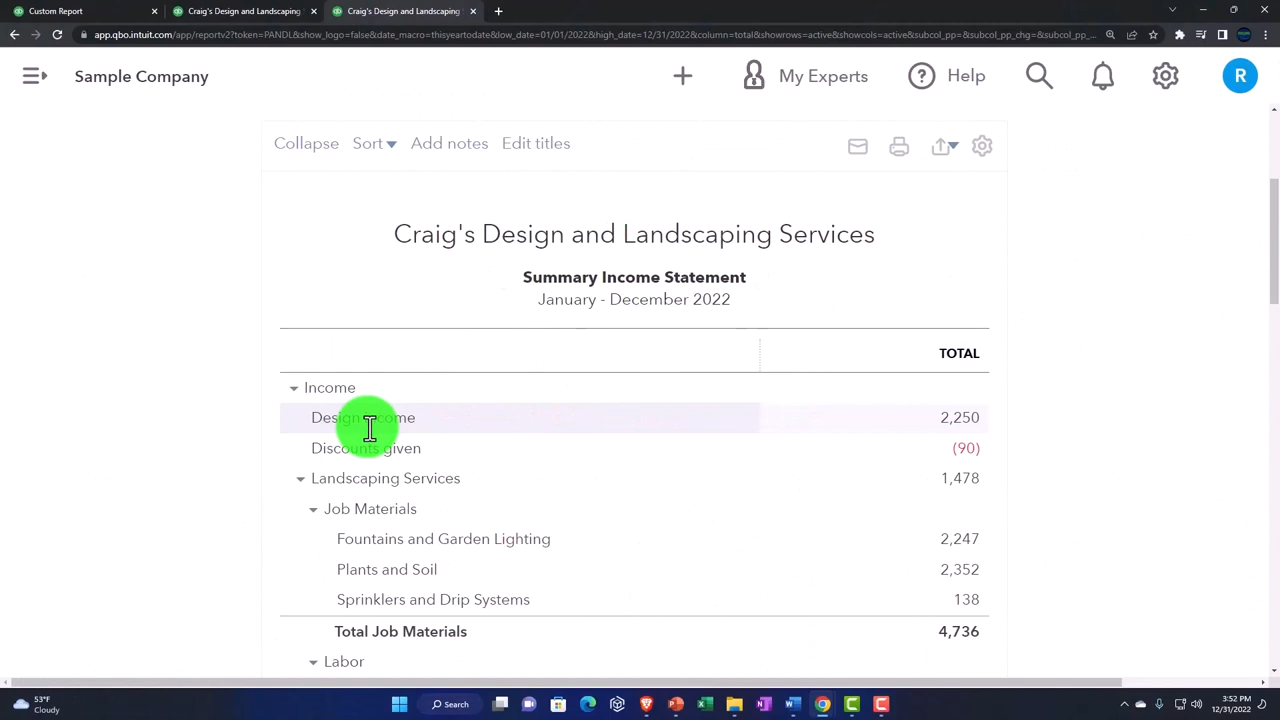 Custom Report
Craig's Design and Landscaping S
Craig's Design and Landscaping S
app.qbo.intuit.com/app/reportv2?token=PANDL&show_logo=false&date_macro=thisyeartodate&low_date=01/01/2022&high_date=12/31/2022&column=total&showrows=active&showcols=active&subcol_pp=&subcol_pp_chg=&subcol_pp_...
Sample Company
My Experts
Help
R
Collapse
Sort
Add notes
Edit titles
Craig's Design and Landscaping Services
Summary Income Statement
January - December 2022
TOTAL
Income
Design Income 2,250
Discounts given (90)
Landscaping Services 1,478
Job Materials
Fountains and Garden Lighting 2,247
Plants and Soil 2,352
Sprinklers and Drip Systems 138
Total Job Materials 4,736
Labor
53°F
Cloudy
Search
3:52 PM
12/31/2022